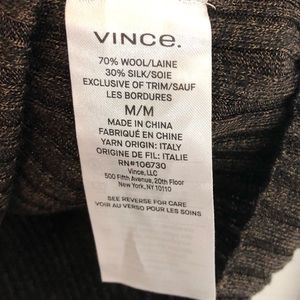 VINCE.
70% WOOL/LAINE
30% SILK/SOIE
EXCLUSIVE OF TRIM/SAUF
LES BORDURES
M/M
MADE IN CHINA
FABRIQUÉ EN CHINE
YARN ORIGIN: ITALY
ORIGINE DE FIL: ITALIE
RN#106730
Vince, LLC
500 Fifth Avenue, 20th Floor
New York, NY 10110
SEE REVERSE FOR CARE
VOIR AU VERSO POUR LES SOINS